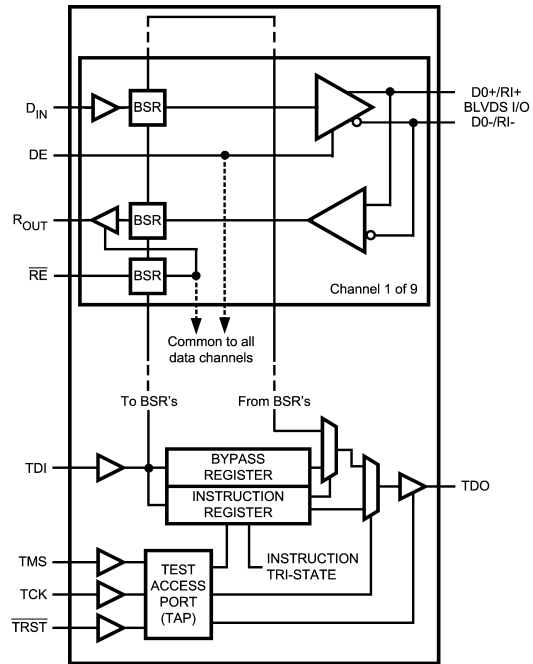 D0+/RI+
BLVDS I/O
D0-/RI-
DIN
BSR
DE
ROUT
BSR
RE
BSR
Channel 1 of 9
Common to all
data channels
To BSR's
From BSR's
TDI
BYPASS
REGISTER
INSTRUCTION
REGISTER
TDO
TMS
TCK
TRST
TEST
ACCESS
PORT
(TAP)
INSTRUCTION
TRI-STATE